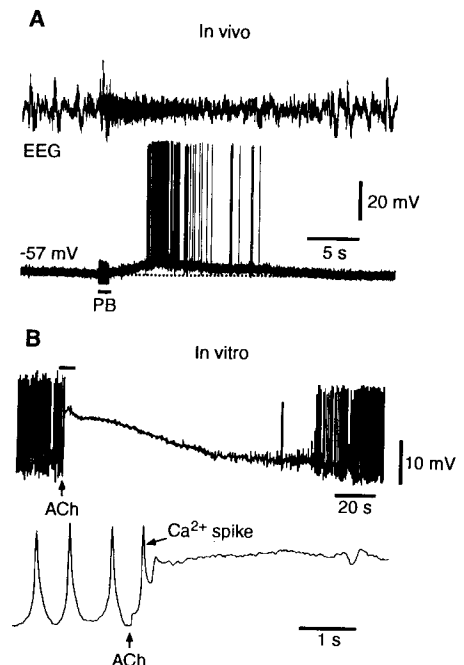 A
In vivo
EEG
20 mV
5 s
-57 mV
PB
B
In vitro
10 mV
20 s
ACh
Ca²⁺ spike
1 s
ACh